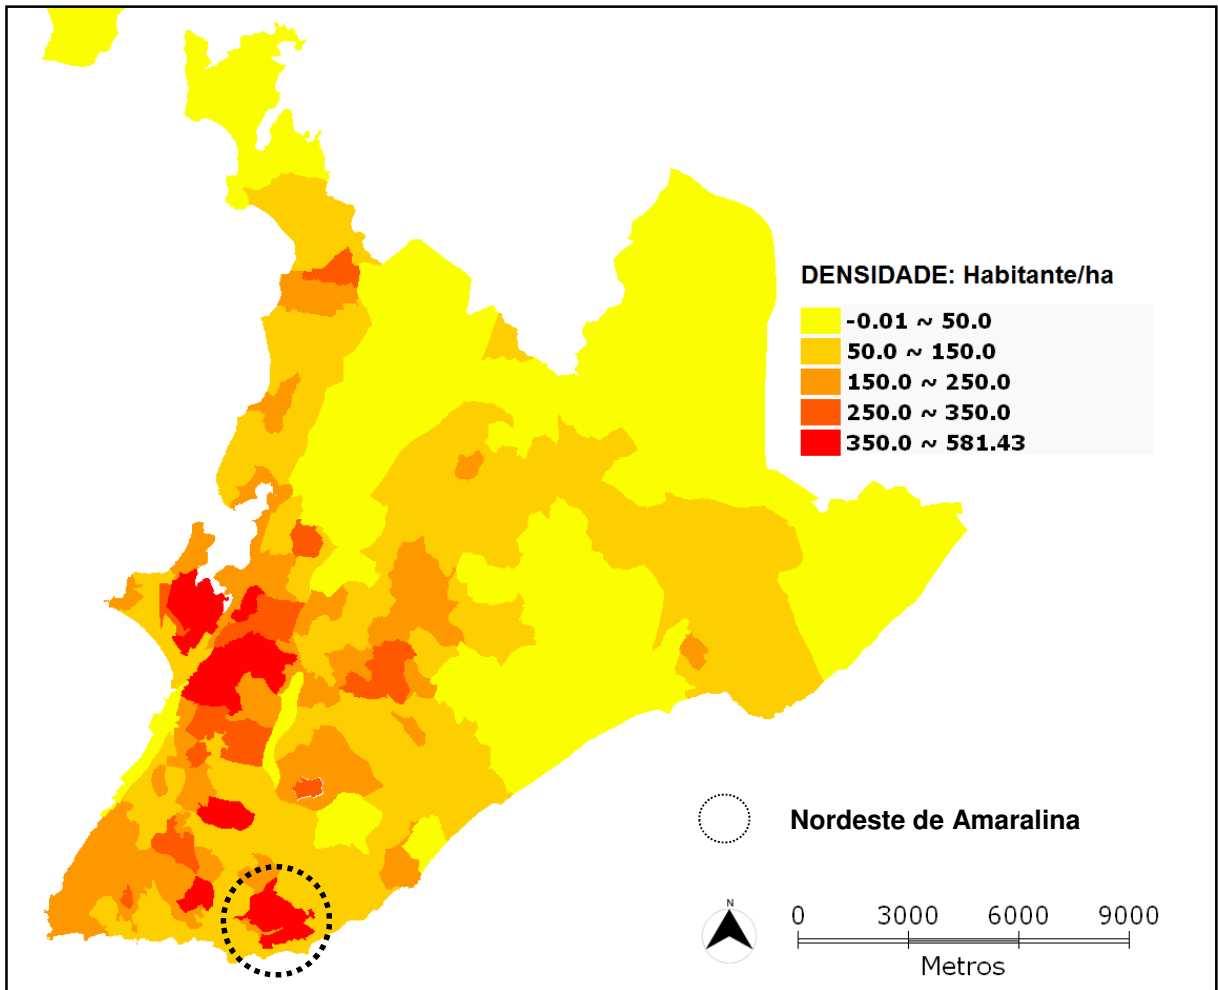 DENSIDADE: Habitante/ha
-0.01 ~ 50.0
50.0 ~ 150.0
150.0 ~ 250.0
250.0 ~ 350.0
350.0 ~ 581.43
Nordeste de Amaralina
N
0 3000 6000 9000
Metros